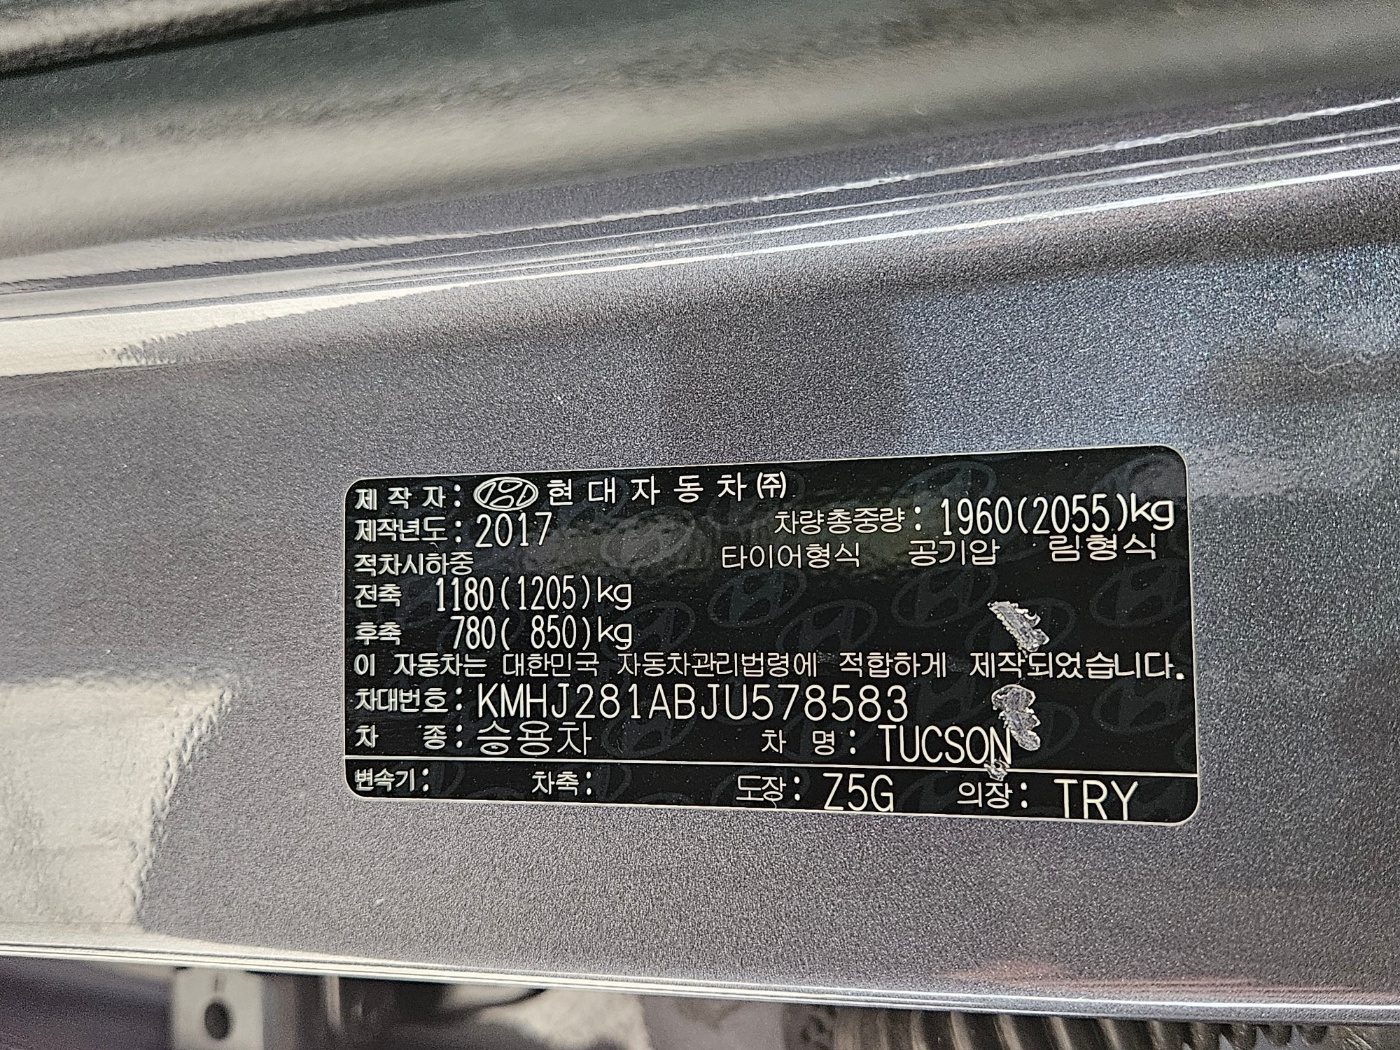 제 작 자 : 현 대 자 동 차 ㈜
제작년도 : 2017 차량총중량 : 1960(2055)kg
적차시하중 타이어형식 공기압 림형식
전축 1180(1205)kg
후축 780( 850)kg
이 자동차는 대한민국 자동차관리법령에 적합하게 제작되었습니다.
차대번호 : KMHJ281ABJU578583
차 종 : 승용차 차 명 : TUCSON
변속기 : 차축 : 도장 : Z5G 의장 : TRY